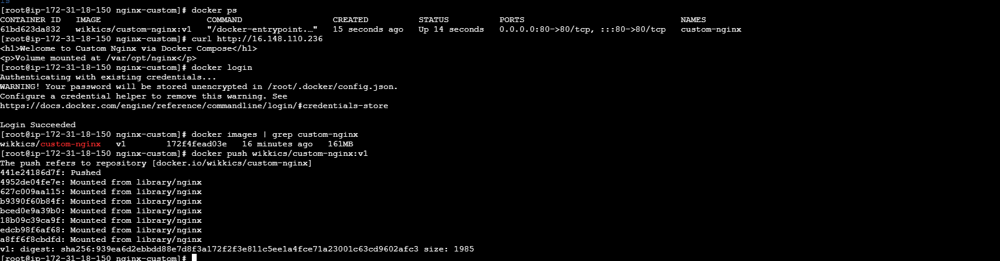 [root@ip-172-31-18-150 nginx-custom]# docker ps
CONTAINER ID   IMAGE                     COMMAND                  CREATED          STATUS          PORTS                               NAMES
61bd623da832   wikkics/custom-nginx:v1   "/docker-entrypoint.…"   15 seconds ago   Up 14 seconds   0.0.0.0:80->80/tcp, :::80->80/tcp   custom-nginx
[root@ip-172-31-18-150 nginx-custom]# curl http://16.148.110.236
<h1>Welcome to Custom Nginx via Docker Compose</h1>
<p>Volume mounted at /var/opt/nginx</p>
[root@ip-172-31-18-150 nginx-custom]# docker login
Authenticating with existing credentials...
WARNING! Your password will be stored unencrypted in /root/.docker/config.json.
Configure a credential helper to remove this warning. See
https://docs.docker.com/engine/reference/commandline/login/#credentials-store

Login Succeeded
[root@ip-172-31-18-150 nginx-custom]# docker images | grep custom-nginx
wikkics/custom-nginx   v1        172f4fead03e   16 minutes ago   161MB
[root@ip-172-31-18-150 nginx-custom]# docker push wikkics/custom-nginx:v1
The push refers to repository [docker.io/wikkics/custom-nginx]
441e24186d7f: Pushed
4952de04fe7e: Mounted from library/nginx
627c009aa115: Mounted from library/nginx
b9390f60b84f: Mounted from library/nginx
bced0e9a39b0: Mounted from library/nginx
18b09c39ca9f: Mounted from library/nginx
edcb98f6af68: Mounted from library/nginx
a8ff6f8cbdfd: Mounted from library/nginx
v1: digest: sha256:939ea6d2ebbdd88e7d8f3a172f2f3e811c5ee1a4fce71a23001c63cd9602afc3 size: 1985
[root@ip-172-31-18-150 nginx-custom]#